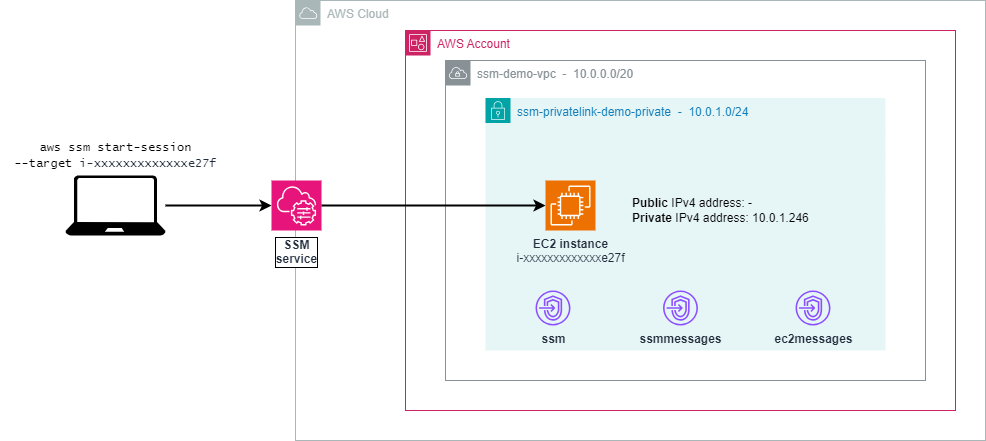 AWS Cloud
AWS Account
ssm-demo-vpc - 10.0.0.0/20
ssm-privatelink-demo-private - 10.0.1.0/24
aws ssm start-session
--target i-xxxxxxxxxxxxxe27f
SSM
service
Public IPv4 address: -
Private IPv4 address: 10.0.1.246
EC2 instance
i-xxxxxxxxxxxxxe27f
ssm
ssmmessages
ec2messages